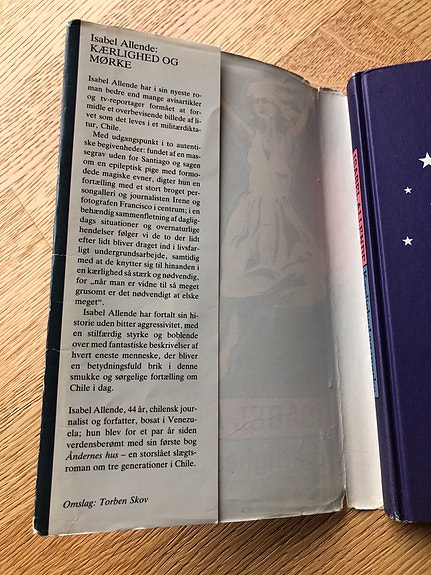 Isabel Allende:
KÆRLIGHED OG
MØRKE
Isabel Allende har i sin nyeste ro-
man bedre end mange avisartikler
og tv-reportager formået at for-
midle et overbevisende billede af li-
vet som det leves i et militærdikta-
tur, Chile.
Med udgangspunkt i to autenti-
ske begivenheder: fundet af en mas-
segrav uden for Santiago og sagen
om en epileptisk pige med formo-
dede magiske evner, digter hun en
fortælling med et stort broget per-
songalleri og journalisten Irene og
fotografen Francisco i centrum; i en
behændig sammenfletning af daglig-
dags situationer og overnaturlige
hændelser følger vi de to der lidt
efter lidt bliver draget ind i livsfar-
ligt undergrundsarbejde, samtidig
med at de knytter sig til hinanden i
en kærlighed så stærk og nødvendig,
for „når man er vidne til så meget
grusomt er det nødvendigt at elske
meget".
Isabel Allende har fortalt sin hi-
storie uden bitter aggressivitet, med
en stilfærdig styrke og boblende
over med fantastiske beskrivelser af
hvert eneste menneske, der bliver
en betydningsfuld brik i denne
smukke og sørgelige fortælling om
Chile i dag.
Isabel Allende, 44 år, chilensk jour-
nalist og forfatter, bosat i Venezu-
ela; hun blev for et par år siden
verdensberømt med sin første bog
Åndernes hus – en storslået slægts-
roman om tre generationer i Chile.
Omslag: Torben Skov